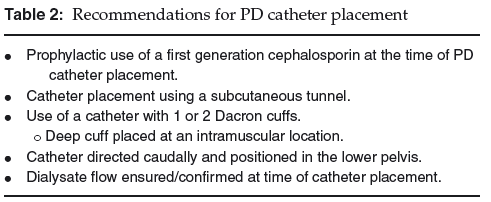 Table 2: Recommendations for PD catheter placement
● Prophylactic use of a first generation cephalosporin at the time of PD
catheter placement.
● Catheter placement using a subcutaneous tunnel.
● Use of a catheter with 1 or 2 Dacron cuffs.
○ Deep cuff placed at an intramuscular location.
● Catheter directed caudally and positioned in the lower pelvis.
● Dialysate flow ensured/confirmed at time of catheter placement.